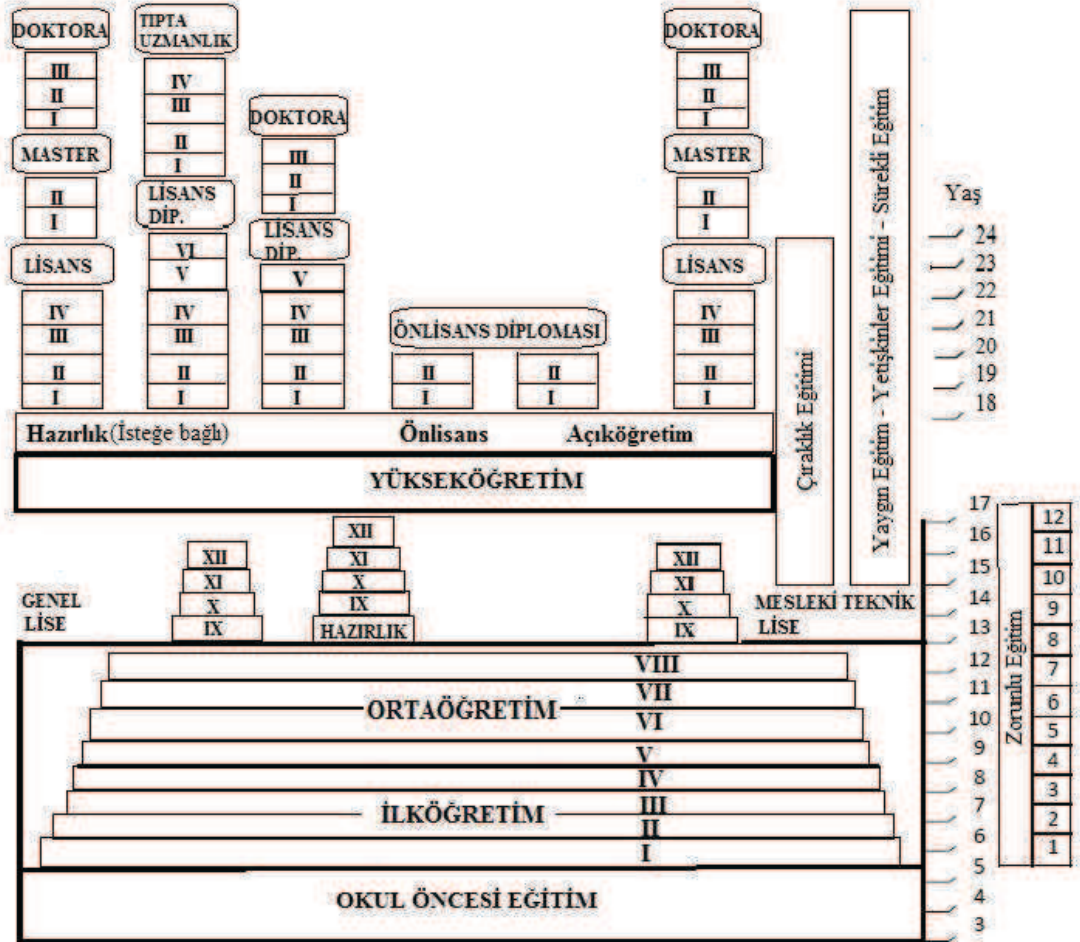 DOKTORA
III
II
I
MASTER
II
I
LİSANS
IV
III
II
I
TIPTA
UZMANLIK
IV
III
II
I
LİSANS
DİP.
VI
V
IV
III
II
I
DOKTORA
III
II
I
LİSANS
DİP.
V
IV
III
II
I
ÖNLİSANS DİPLOMASI
II
I
II
I
DOKTORA
III
II
I
MASTER
II
I
LİSANS
IV
III
II
I
Çıraklık Eğitimi
Yaygın Eğitim - Yetişkinler Eğitimi - Sürekli Eğitim
Yaş
24
23
22
21
20
19
18
Hazırlık(İsteğe bağlı) Önlisans Açıköğretim
YÜKSEKÖĞRETİM
GENEL
LİSE
XII
XI
X
IX
XII
XI
X
IX
HAZIRLIK
XII
XI
X
IX
MESLEKİ TEKNİK
LİSE
VIII
VII
ORTAÖĞRETİM
VI
V
IV
III
İLKÖĞRETİM
II
I
OKUL ÖNCESİ EĞİTİM
17
16
15
14
13
12
11
10
9
8
7
6
5
4
3
Zorunlu Eğitim
12
11
10
9
8
7
6
5
4
3
2
1